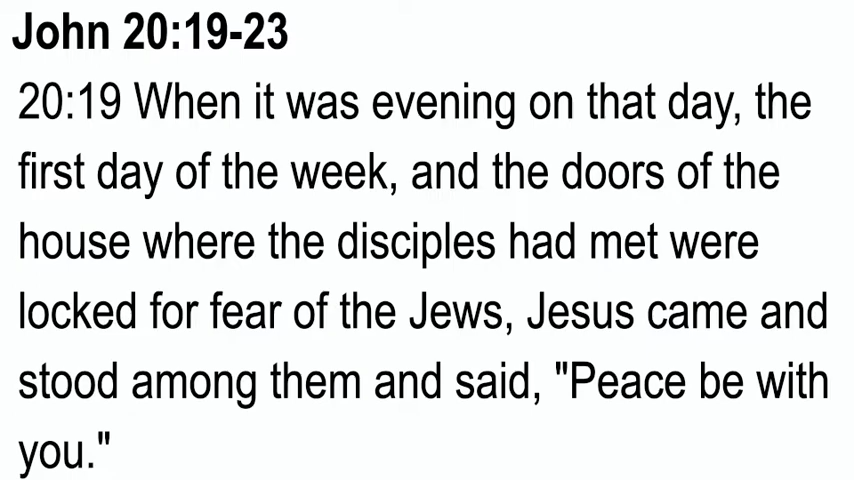 John 20:19-23
20:19 When it was evening on that day, the
first day of the week, and the doors of the
house where the disciples had met were
locked for fear of the Jews, Jesus came and
stood among them and said, "Peace be with
you."